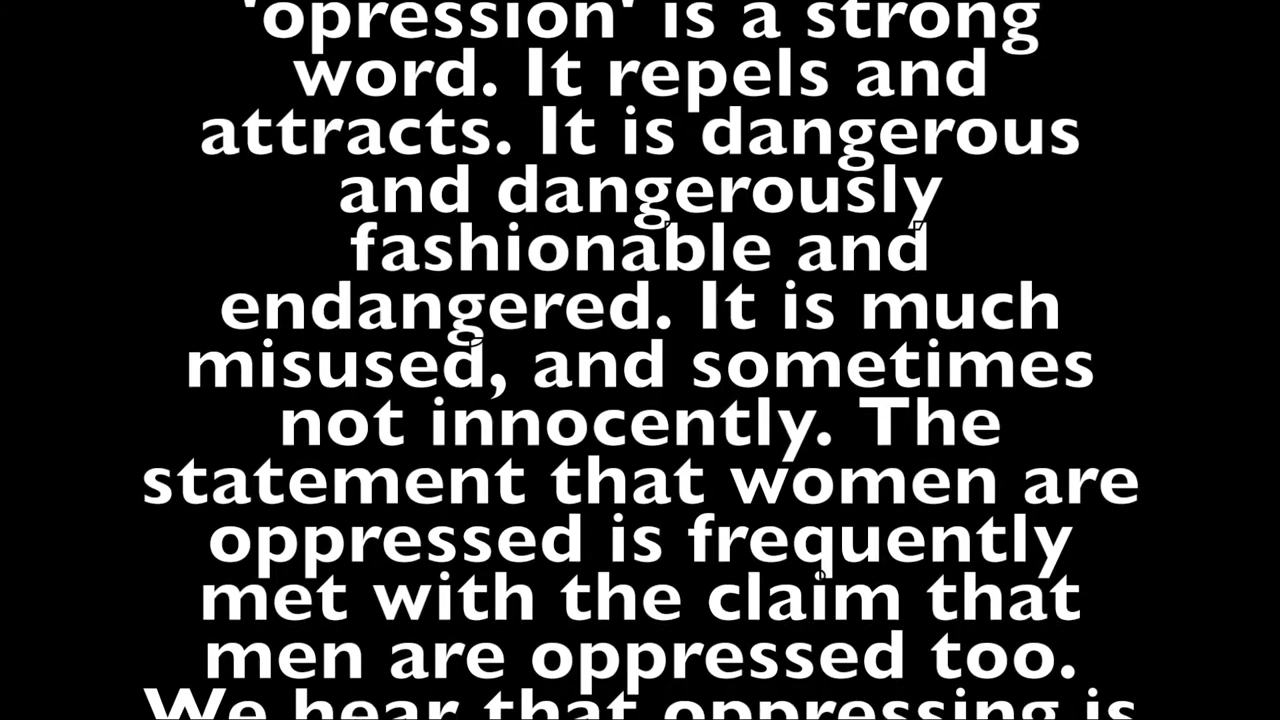 'opression' is a strong
word. It repels and
attracts. It is dangerous
and dangerously
fashionable and
endangered. It is much
misused, and sometimes
not innocently. The
statement that women are
oppressed is frequently
met with the claim that
men are oppressed too.
We hear that oppressing is